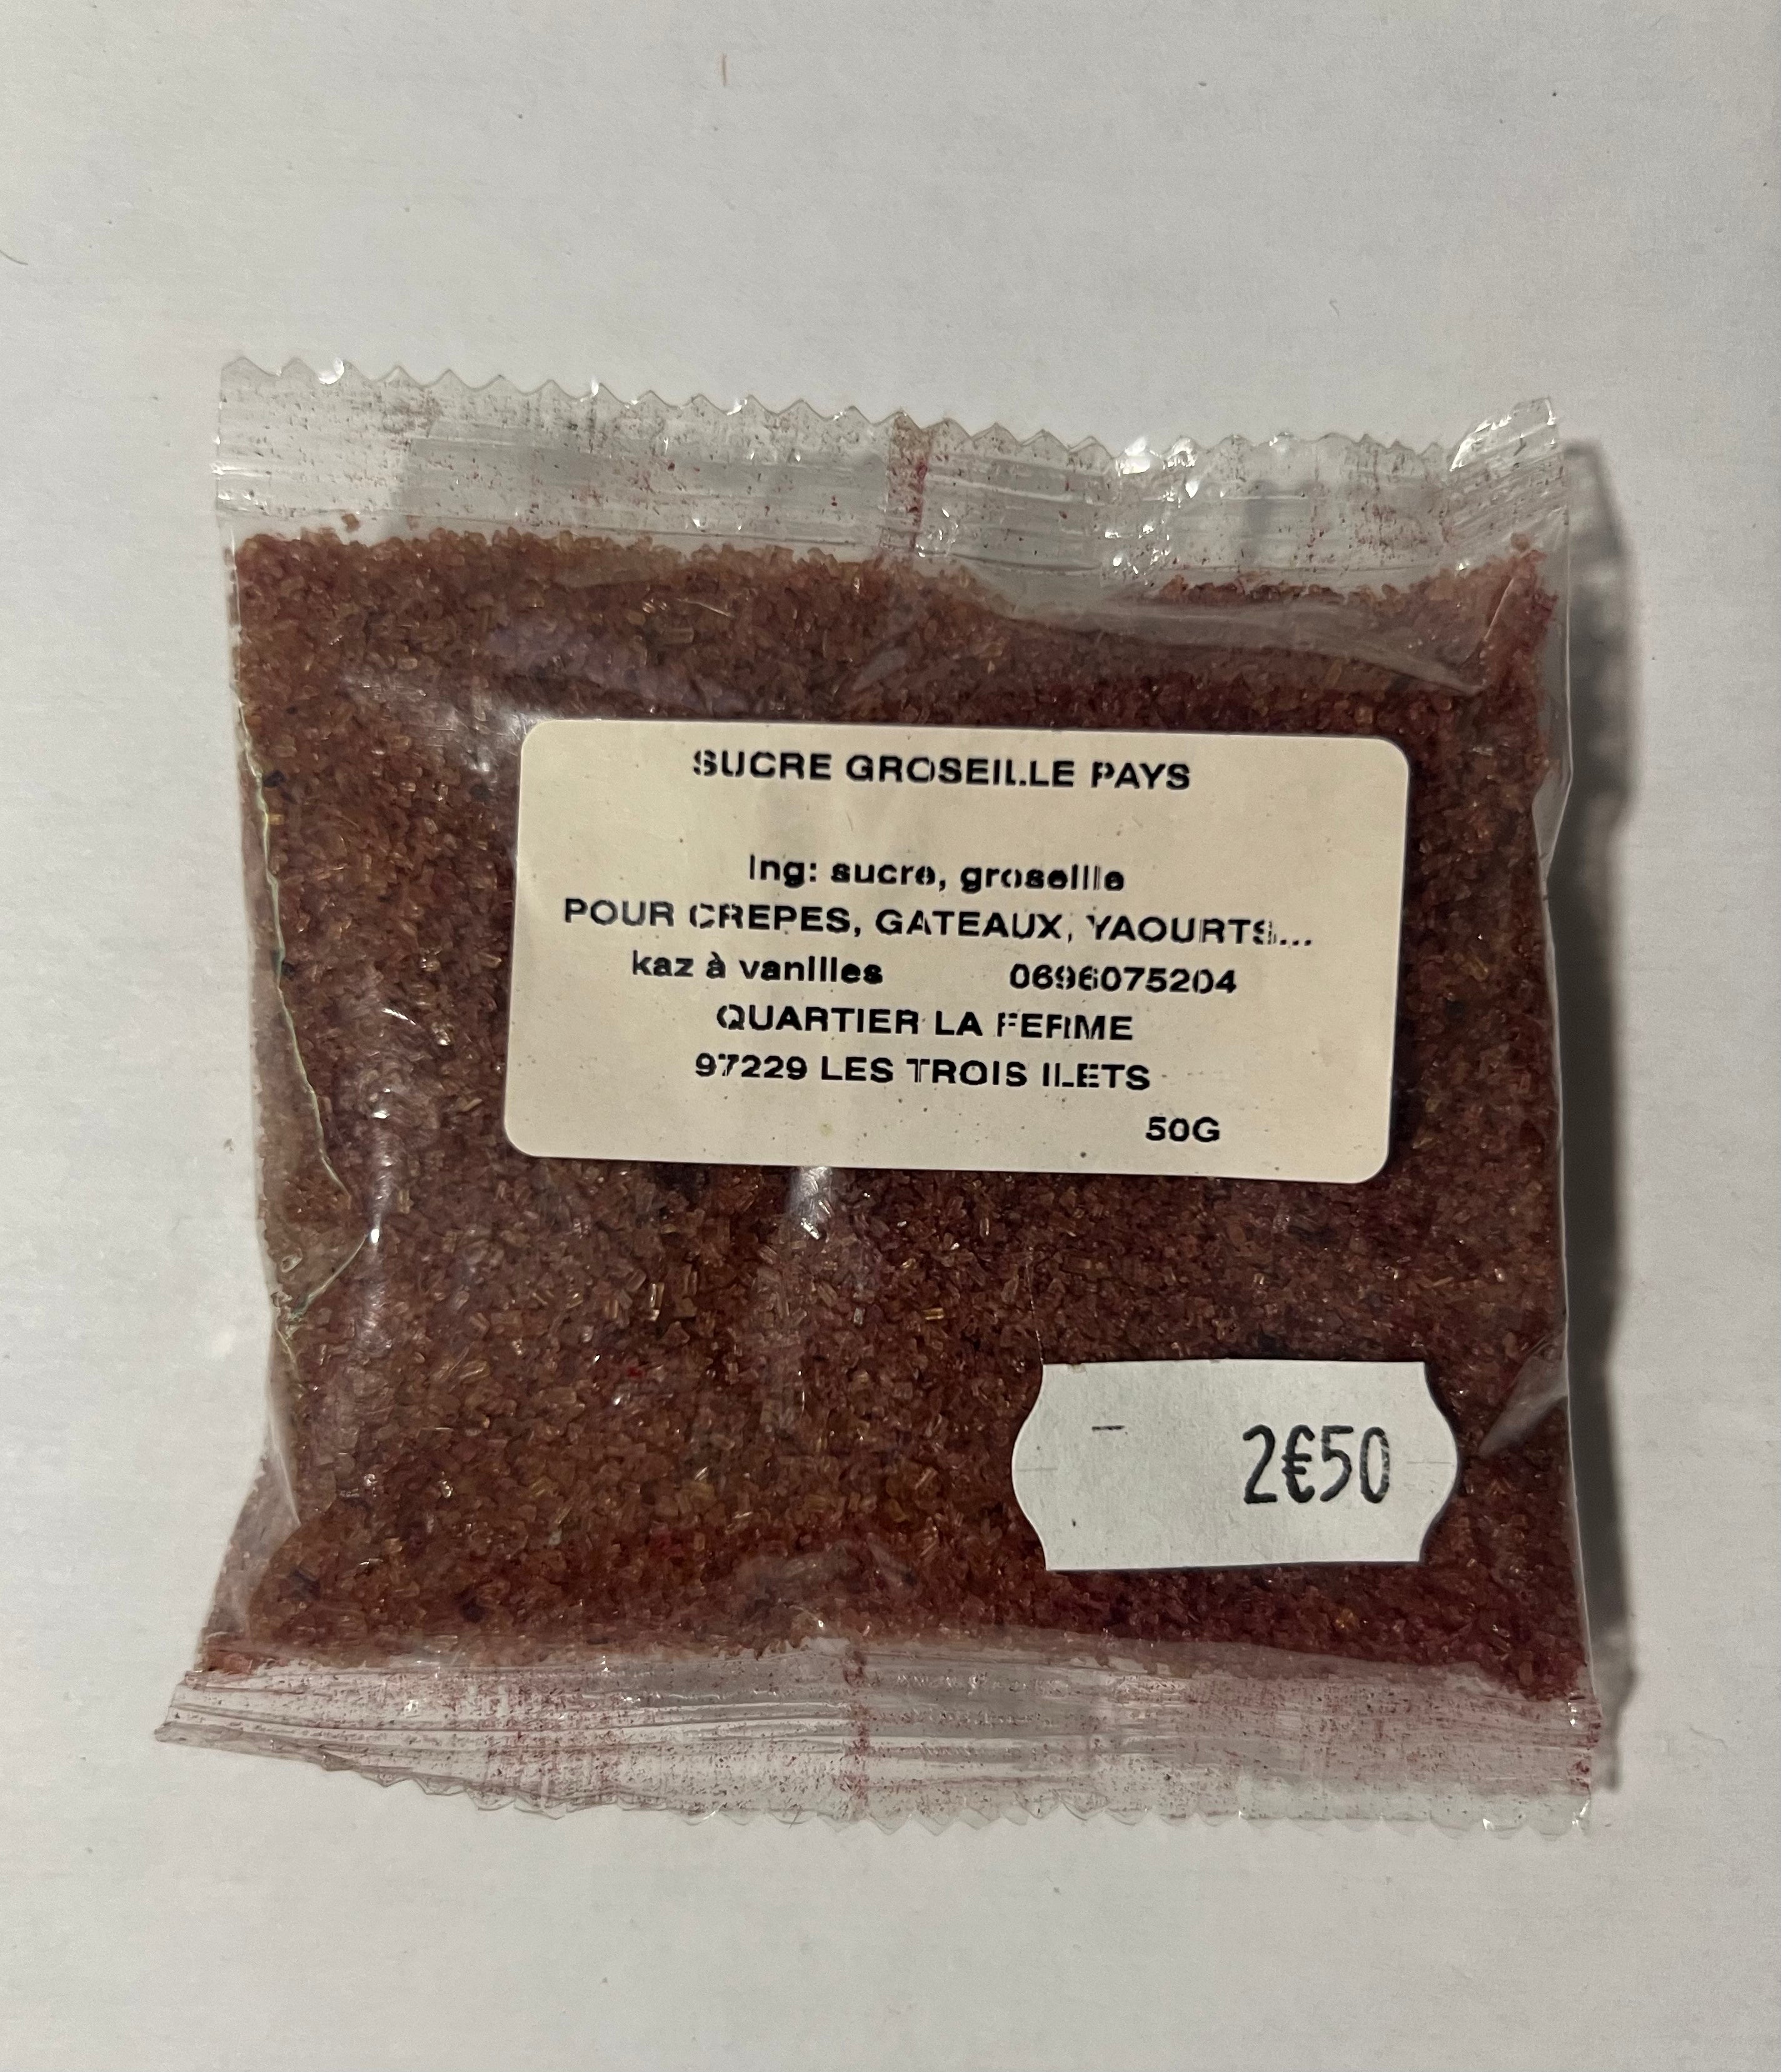 SUCRE GROSEILLE PAYS
Ing: sucre, groseille
POUR CREPES, GATEAUX, YAOURTS...
kaz à vanilles 0696075204
QUARTIER LA FERME
97229 LES TROIS ILETS
50G
2€50